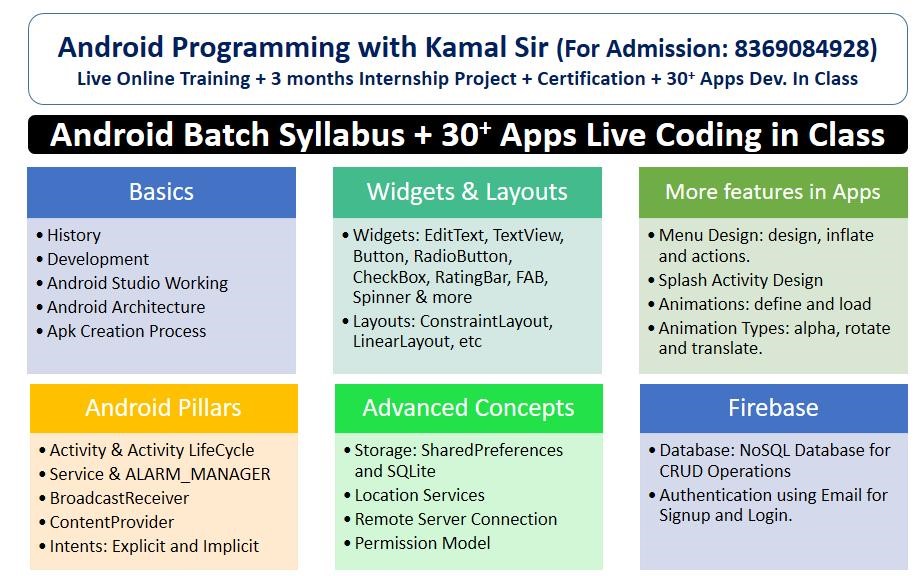 Android Programming with Kamal Sir (For Admission: 8369084928)
Live Online Training + 3 months Internship Project + Certification + 30+ Apps Dev. In Class
Android Batch Syllabus + 30+ Apps Live Coding in Class
Basics
• History
• Development
• Android Studio Working
• Android Architecture
• Apk Creation Process
Widgets & Layouts
• Widgets: EditText, TextView,
Button, RadioButton,
CheckBox, RatingBar, FAB,
Spinner & more
• Layouts: ConstraintLayout,
LinearLayout, etc
More features in Apps
• Menu Design: design, inflate
and actions.
• Splash Activity Design
• Animations: define and load
• Animation Types: alpha, rotate
and translate.
Android Pillars
• Activity & Activity LifeCycle
• Service & ALARM_MANAGER
• BroadcastReceiver
• ContentProvider
• Intents: Explicit and Implicit
Advanced Concepts
• Storage: SharedPreferences
and SQLite
• Location Services
• Remote Server Connection
• Permission Model
Firebase
• Database: NoSQL Database for
CRUD Operations
• Authentication using Email for
Signup and Login.